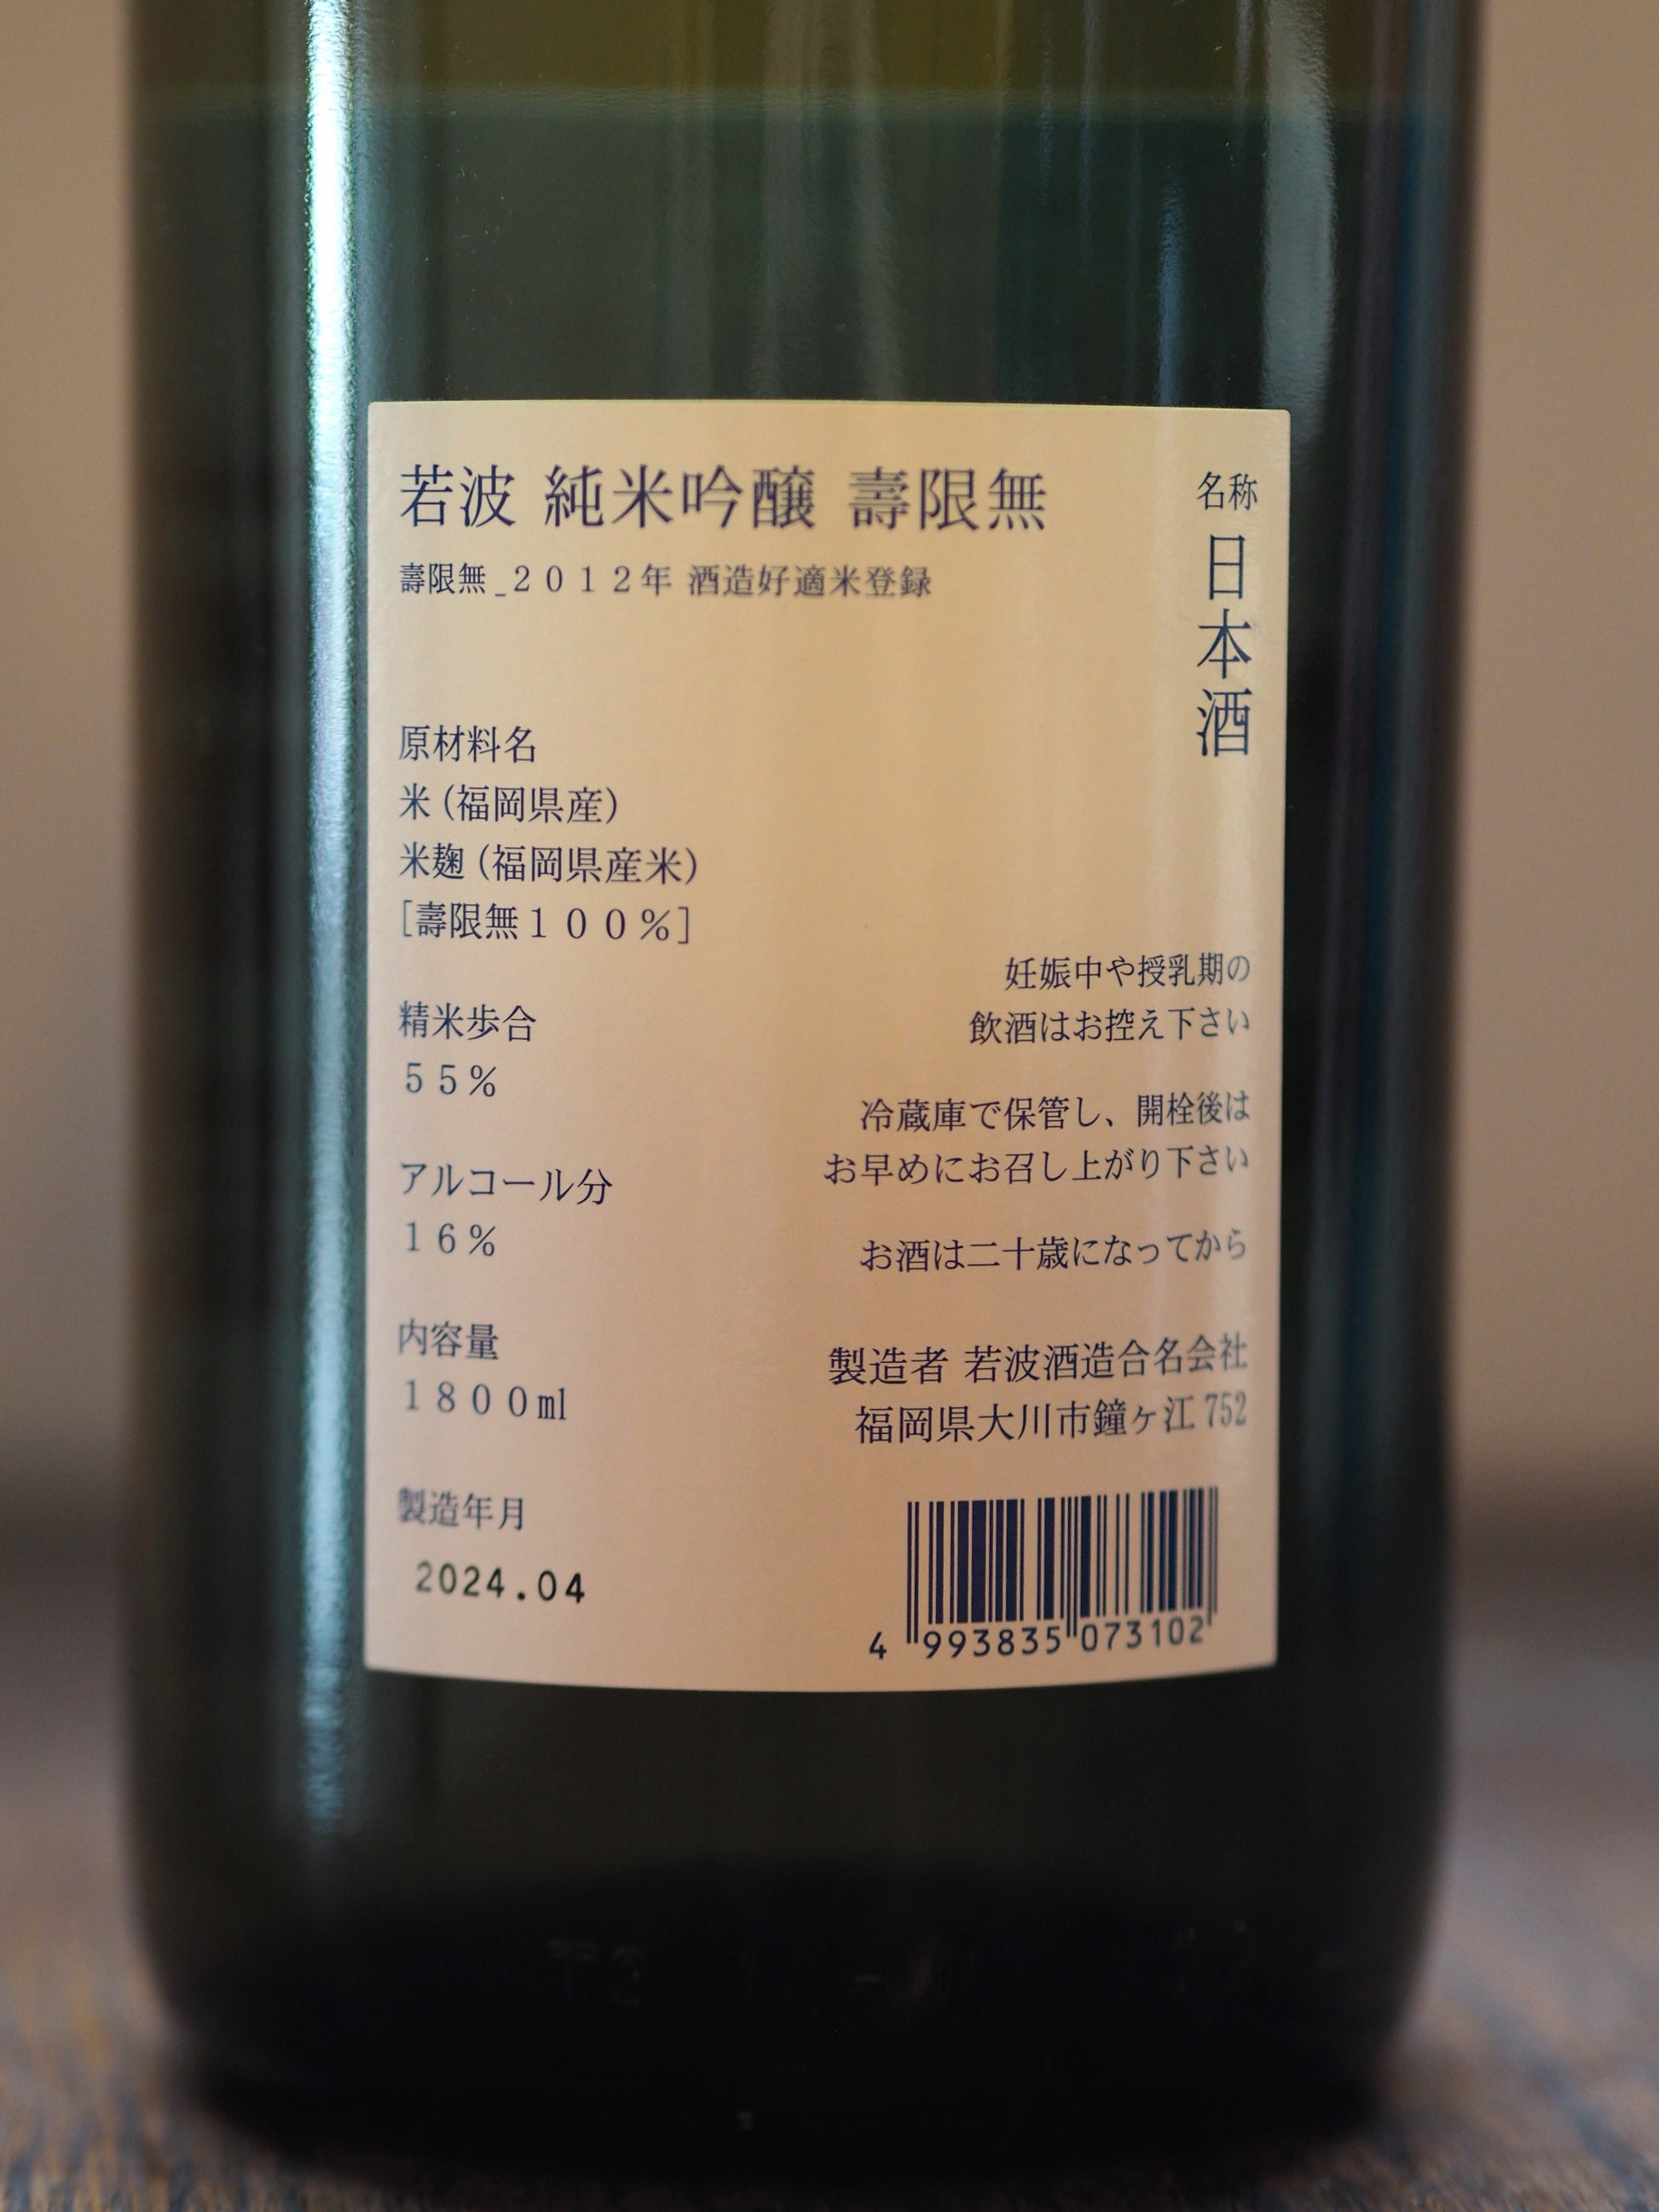 若波 純米吟醸 壽限無
壽限無_2012年 酒造好適米登録
名称
日本酒
原材料名
米(福岡県産)
米麹(福岡県産米)
[壽限無100%]
精米歩合
55%
アルコール分
16%
内容量
1800ml
製造年月
2024.04
妊娠中や授乳期の
飲酒はお控え下さい
冷蔵庫で保管し、開栓後は
お早めにお召し上がり下さい
お酒は二十歳になってから
製造者 若波酒造合名会社
福岡県大川市鐘ヶ江752
4 993835 073102